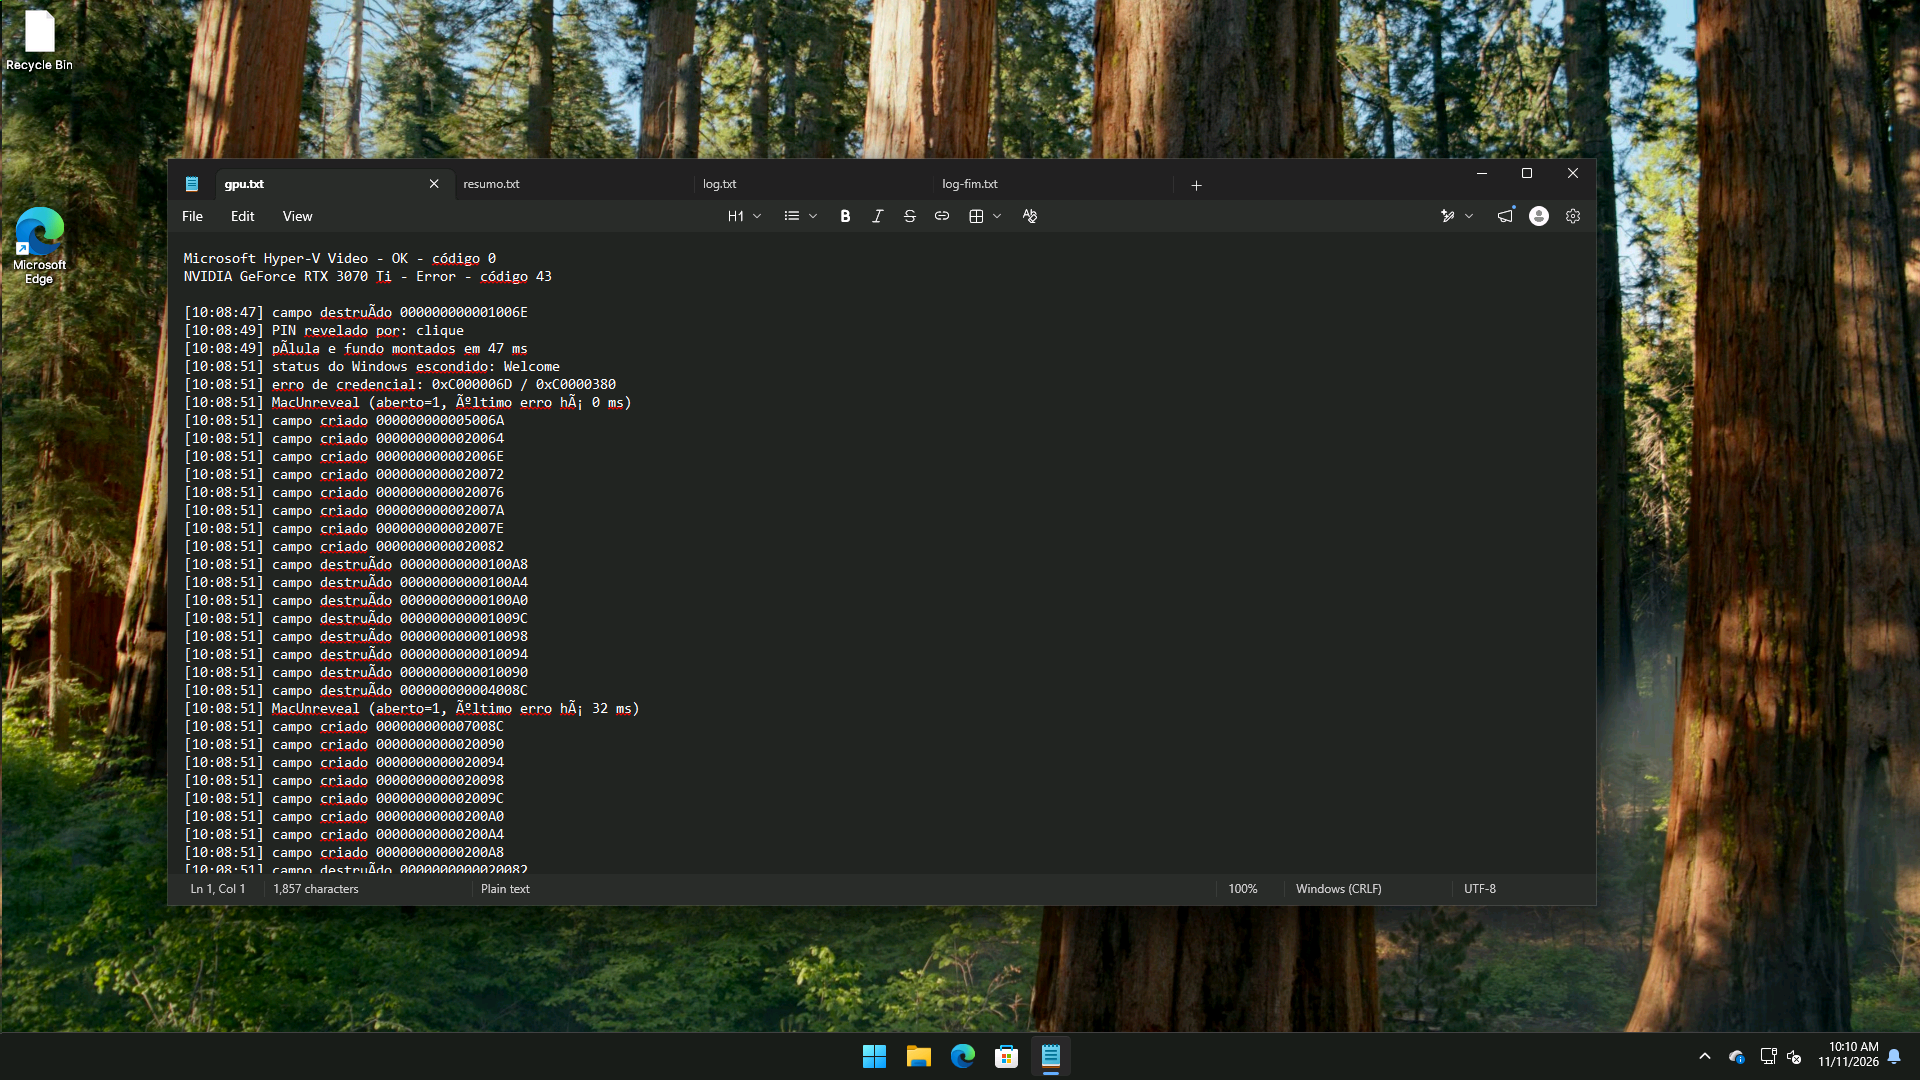 Recycle Bin
Microsoft
Edge
gpu.txt
resumo.txt
log.txt
log-fim.txt
File
Edit
View
H1
Microsoft Hyper-V Video - OK - código 0
NVIDIA GeForce RTX 3070 Ti - Error - código 43
[10:08:47] campo destruÃdo 000000000001006E
[10:08:49] PIN revelado por: clique
[10:08:49] pÃlula e fundo montados em 47 ms
[10:08:51] status do Windows escondido: Welcome
[10:08:51] erro de credencial: 0xC000006D / 0xC0000380
[10:08:51] MacUnreveal (aberto=1, Ãºltimo erro hÃ¡ 0 ms)
[10:08:51] campo criado 000000000005006A
[10:08:51] campo criado 0000000000020064
[10:08:51] campo criado 000000000002006E
[10:08:51] campo criado 0000000000020072
[10:08:51] campo criado 0000000000020076
[10:08:51] campo criado 000000000002007A
[10:08:51] campo criado 000000000002007E
[10:08:51] campo criado 0000000000020082
[10:08:51] campo destruÃdo 00000000000100A8
[10:08:51] campo destruÃdo 00000000000100A4
[10:08:51] campo destruÃdo 00000000000100A0
[10:08:51] campo destruÃdo 000000000001009C
[10:08:51] campo destruÃdo 0000000000010098
[10:08:51] campo destruÃdo 0000000000010094
[10:08:51] campo destruÃdo 0000000000010090
[10:08:51] campo destruÃdo 000000000004008C
[10:08:51] MacUnreveal (aberto=1, Ãºltimo erro hÃ¡ 32 ms)
[10:08:51] campo criado 000000000007008C
[10:08:51] campo criado 0000000000020090
[10:08:51] campo criado 0000000000020094
[10:08:51] campo criado 0000000000020098
[10:08:51] campo criado 000000000002009C
[10:08:51] campo criado 00000000000200A0
[10:08:51] campo criado 00000000000200A4
[10:08:51] campo criado 00000000000200A8
[10:08:51] campo destruÃdo 0000000000020082
Ln 1, Col 1
1,857 characters
Plain text
100%
Windows (CRLF)
UTF-8
10:10 AM
11/11/2026